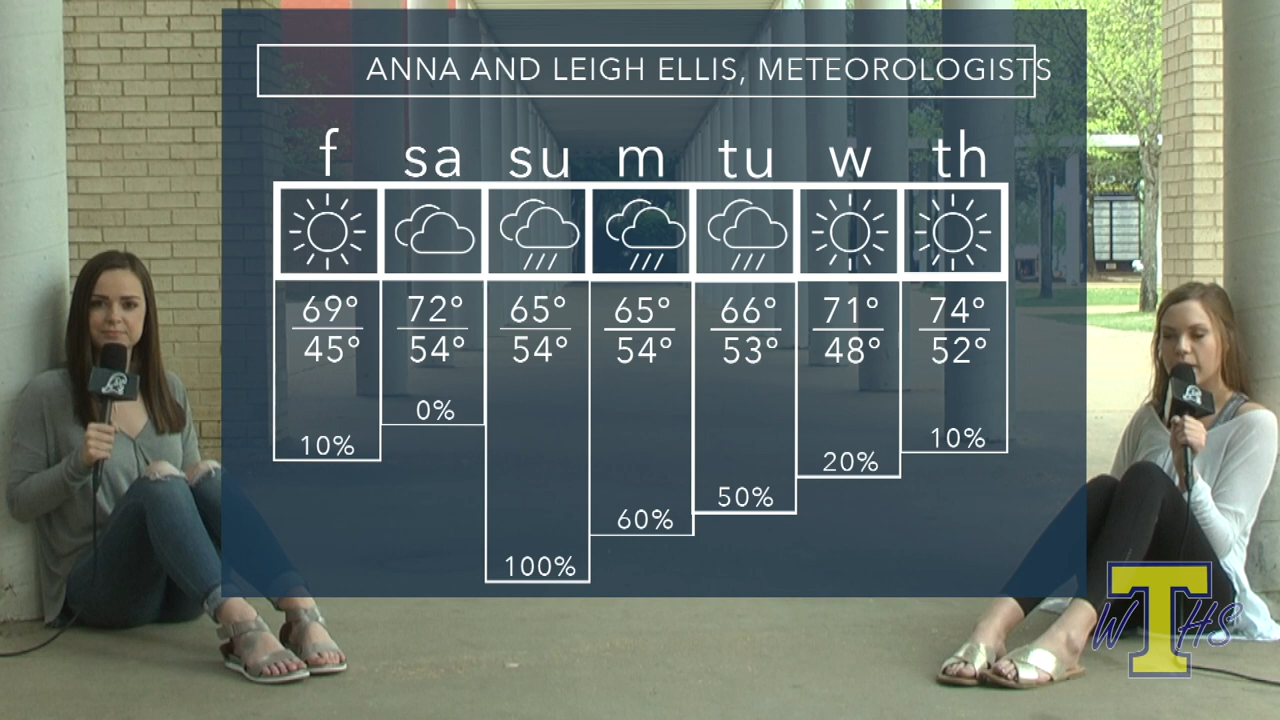 ANNA AND LEIGH ELLIS, METEOROLOGISTS
f sa su m tu w th
69° 72° 65° 65° 66° 71° 74°
45° 54° 54° 54° 53° 48° 52°
0%
10% 10%
20%
50%
60%
100%
WTHS